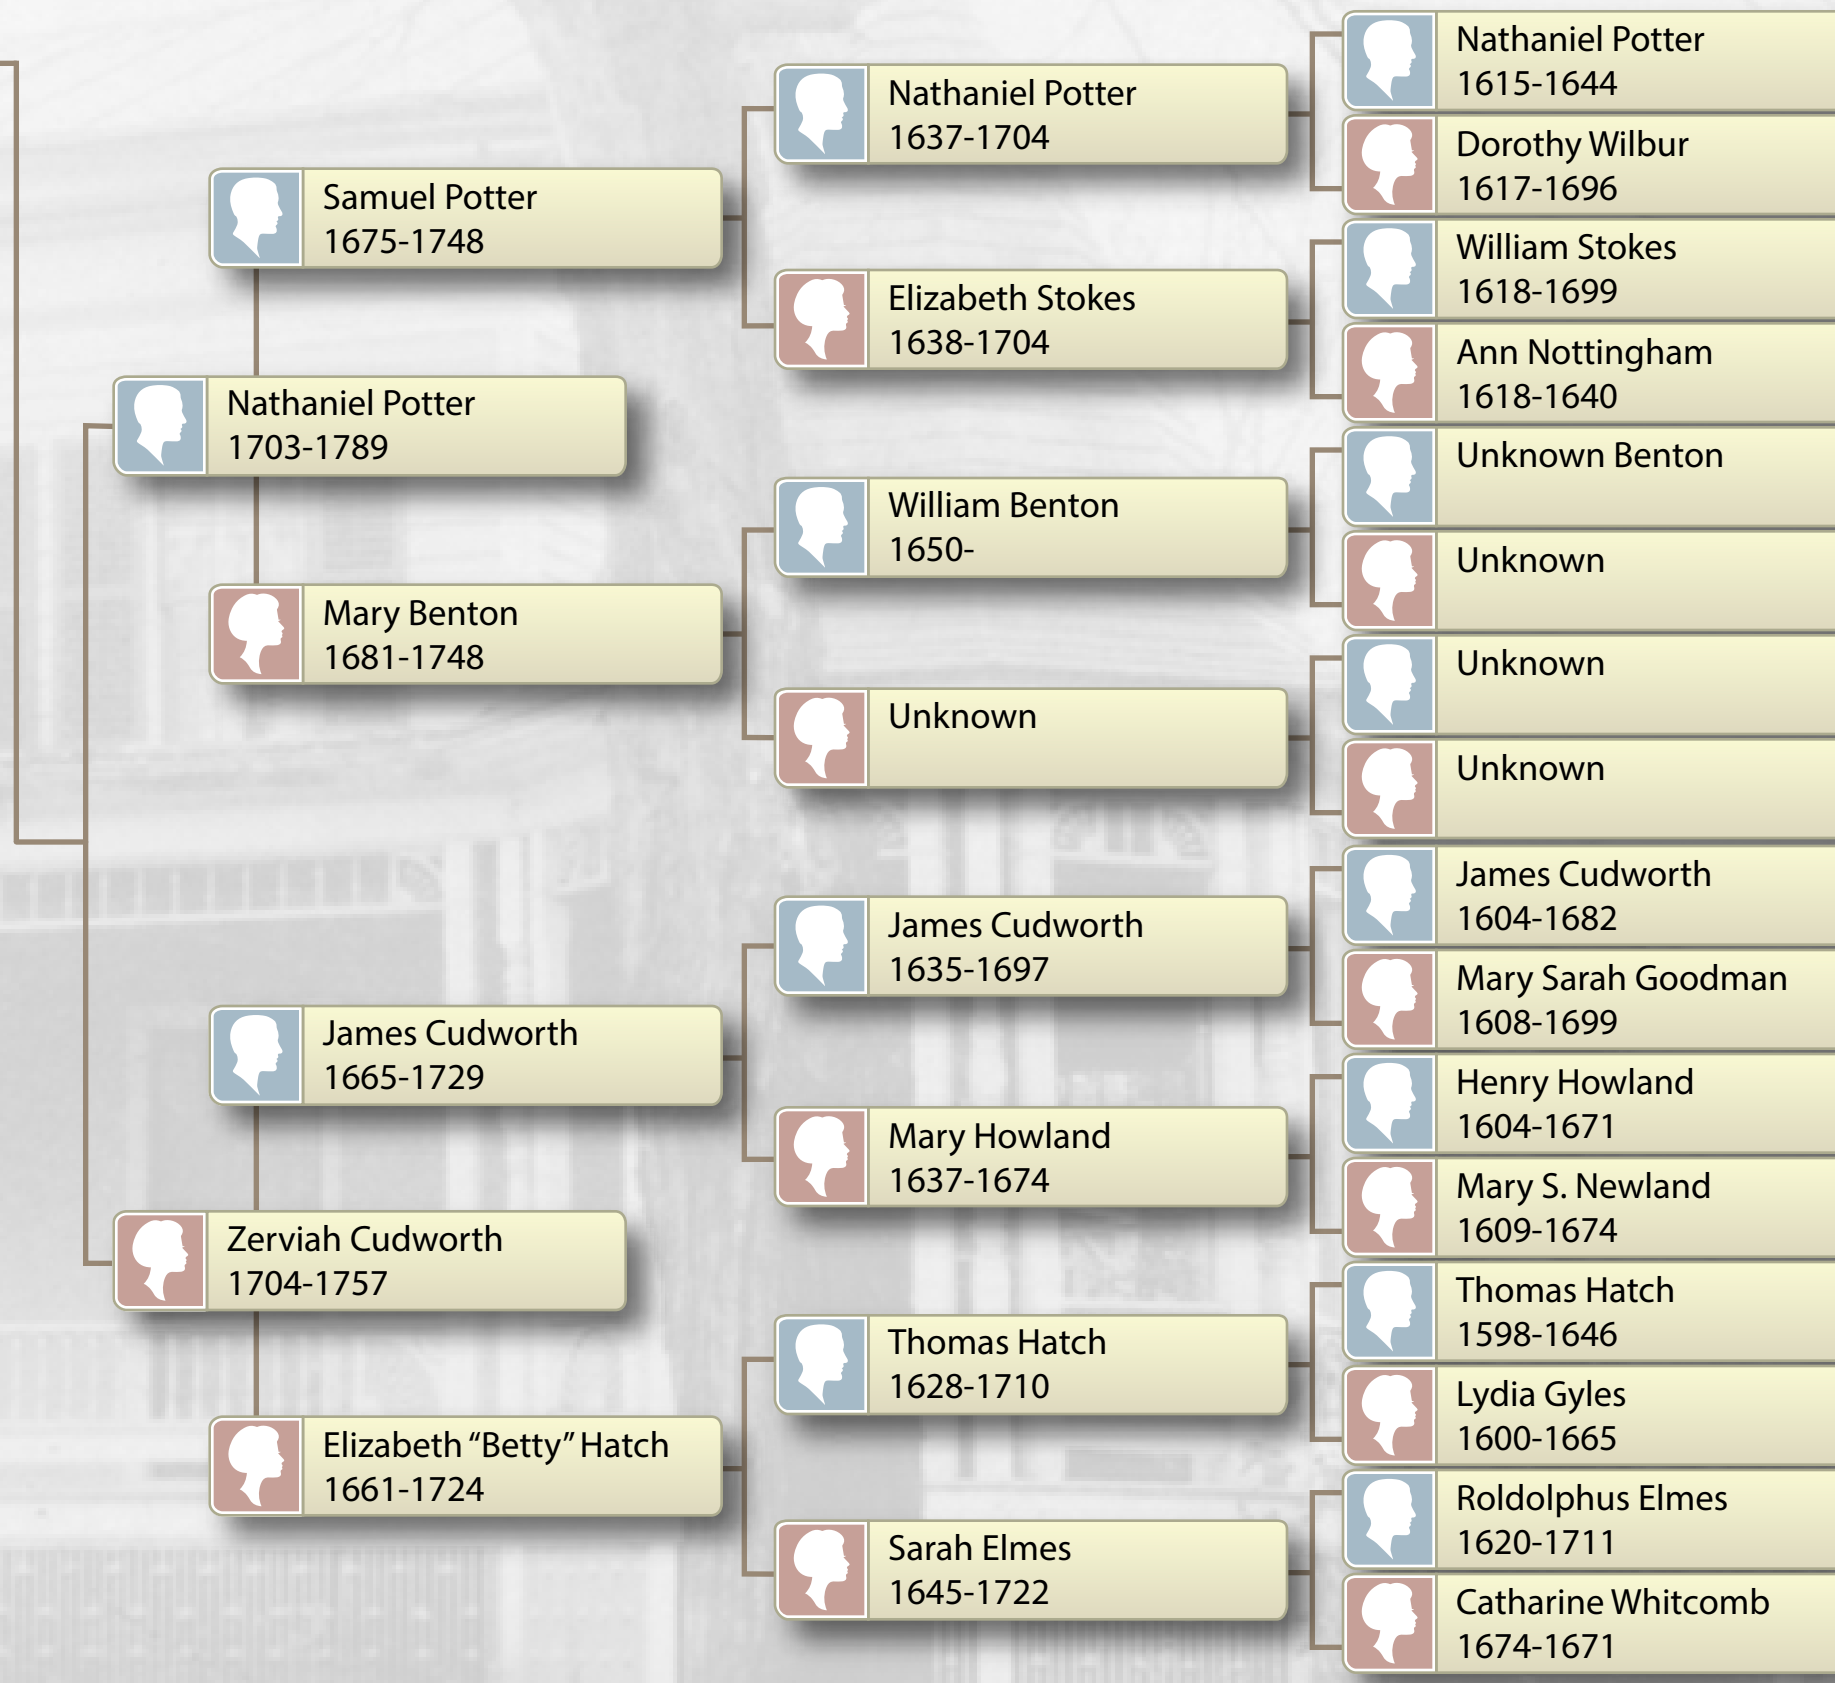 Nathaniel Potter
1703-1789
Zerviah Cudworth
1704-1757
Samuel Potter
1675-1748
Mary Benton
1681-1748
James Cudworth
1665-1729
Elizabeth “Betty” Hatch
1661-1724
Nathaniel Potter
1637-1704
Elizabeth Stokes
1638-1704
William Benton
1650-
Unknown
James Cudworth
1635-1697
Mary Howland
1637-1674
Thomas Hatch
1628-1710
Sarah Elmes
1645-1722
Nathaniel Potter
1615-1644
Dorothy Wilbur
1617-1696
William Stokes
1618-1699
Ann Nottingham
1618-1640
Unknown Benton
Unknown
Unknown
Unknown
James Cudworth
1604-1682
Mary Sarah Goodman
1608-1699
Henry Howland
1604-1671
Mary S. Newland
1609-1674
Thomas Hatch
1598-1646
Lydia Gyles
1600-1665
Roldolphus Elmes
1620-1711
Catharine Whitcomb
1674-1671